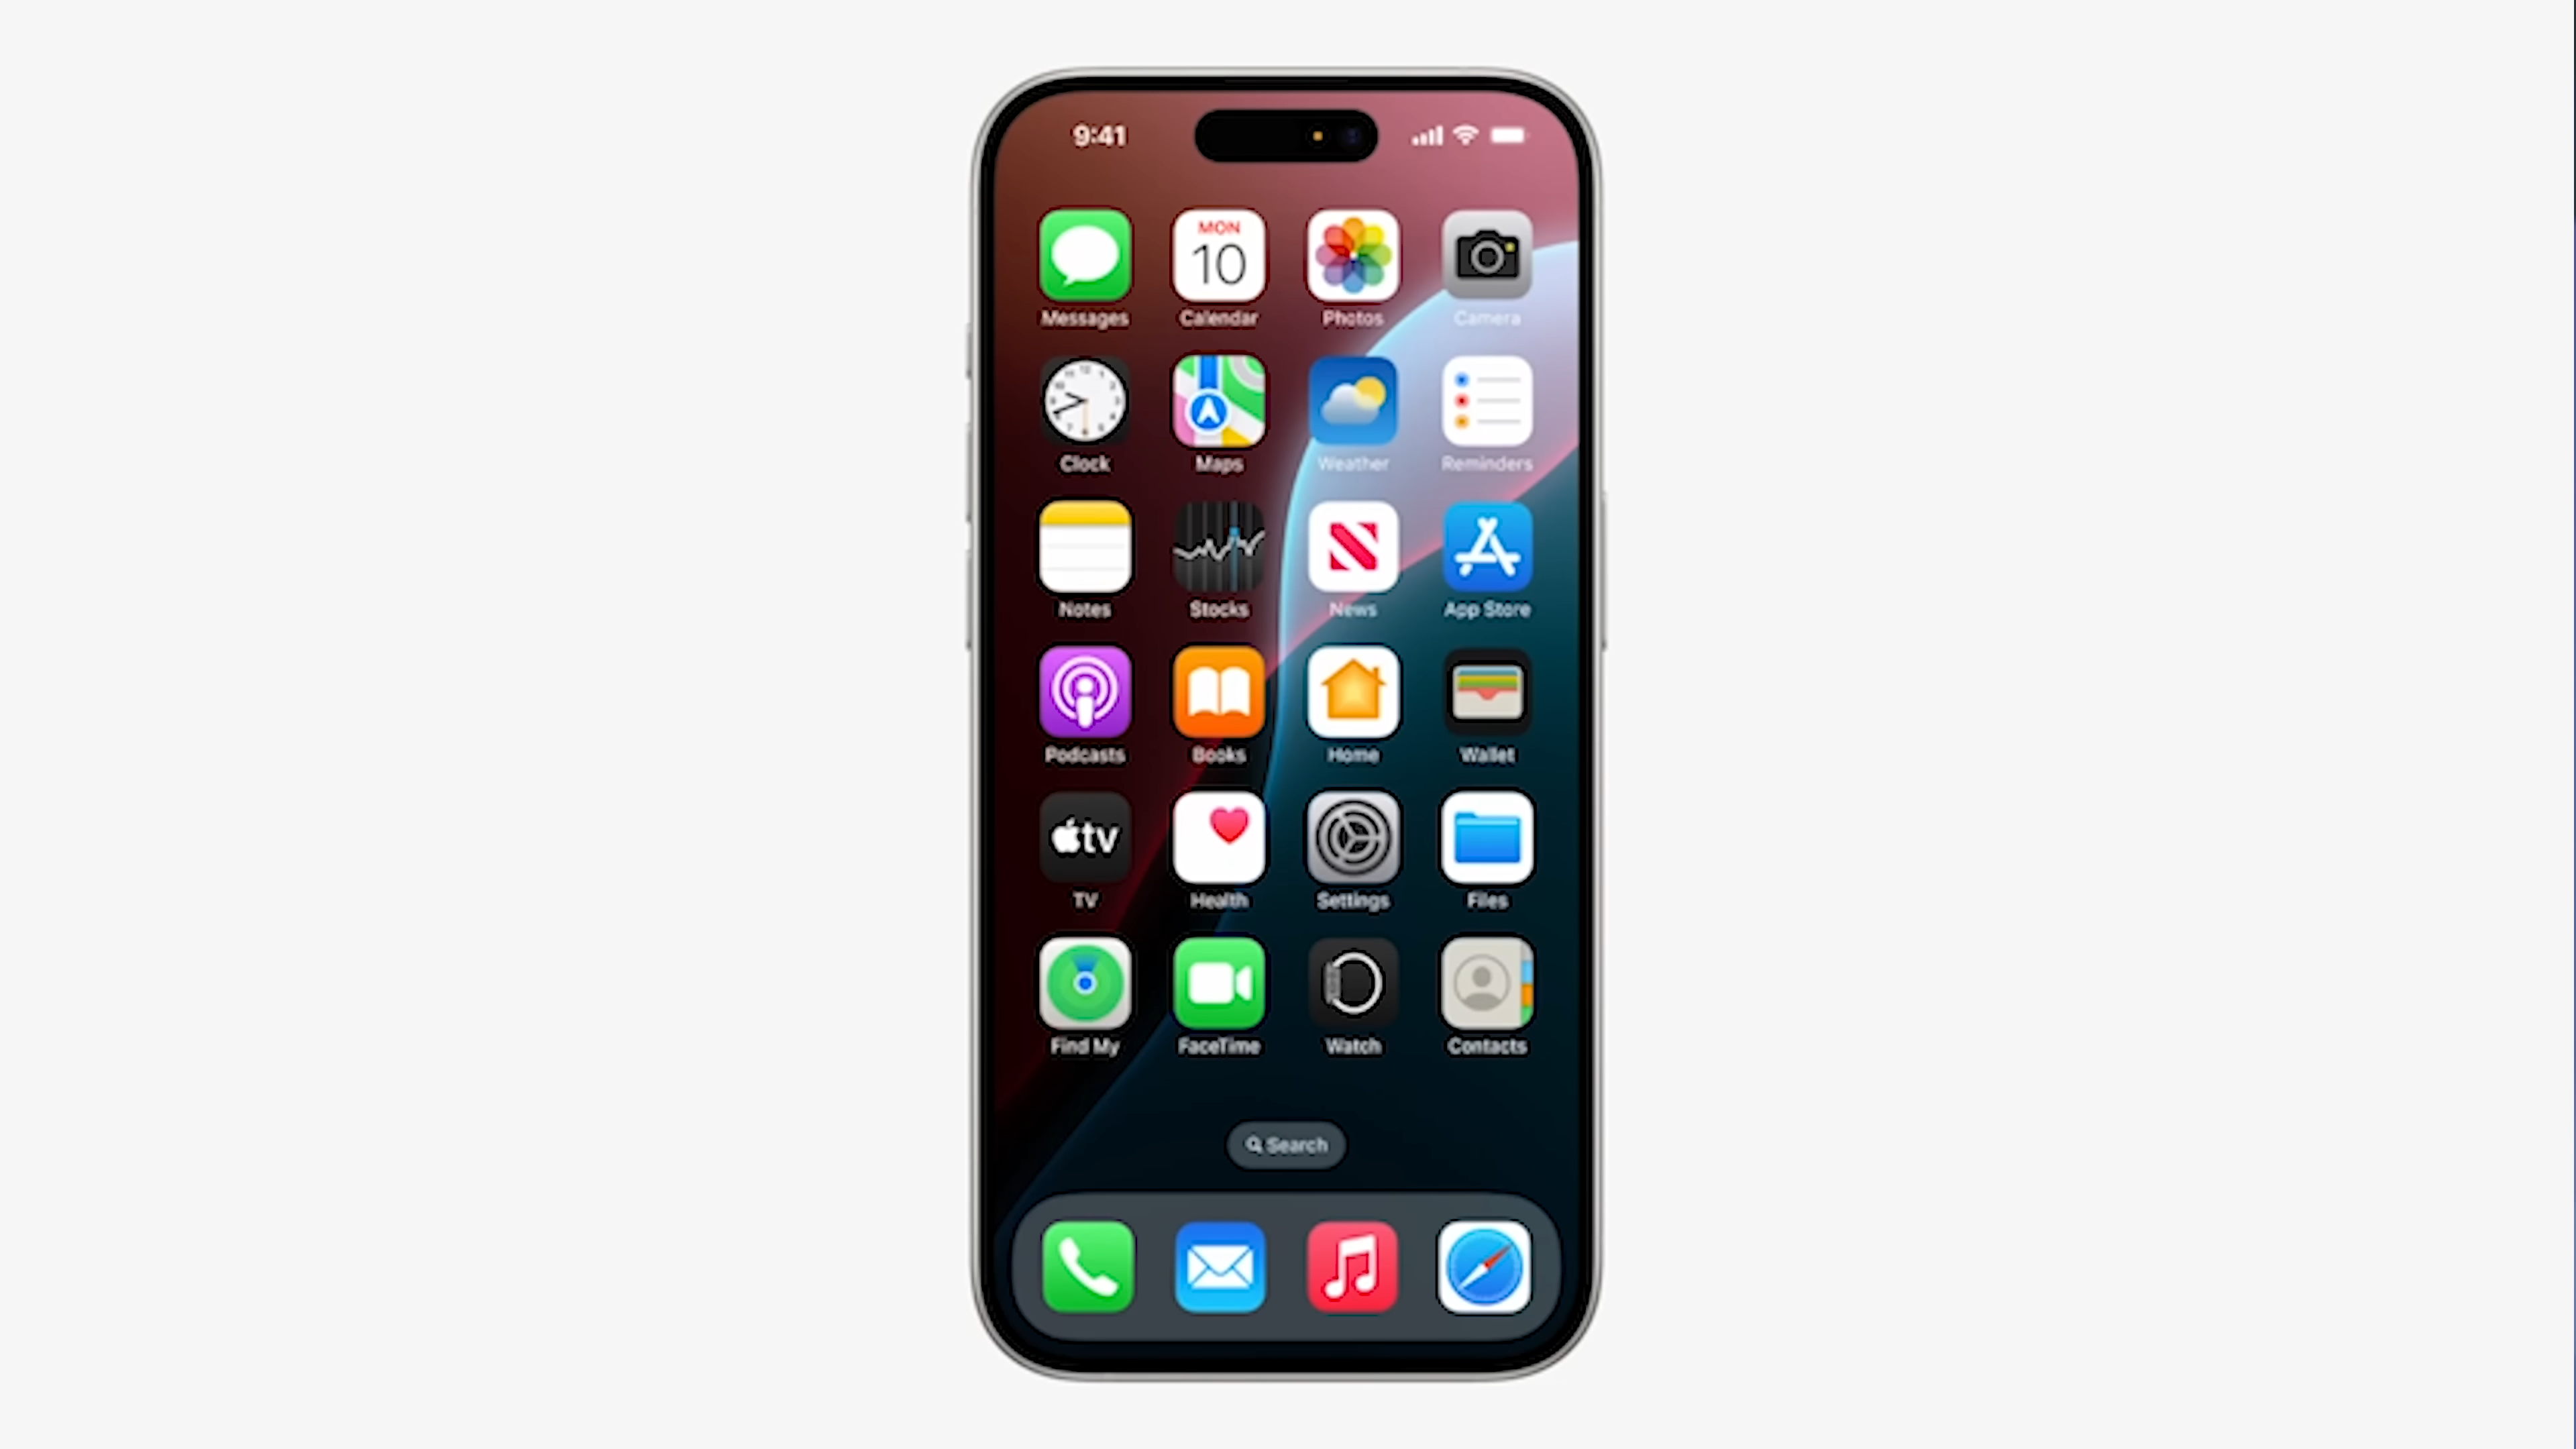 9:41
MON
10
Messages Calendar Photos Camera
Clock Maps Weather Reminders
Notes Stocks News App Store
Podcasts Books Home Wallet
tv
TV Health Settings Files
Find My FaceTime Watch Contacts
Search